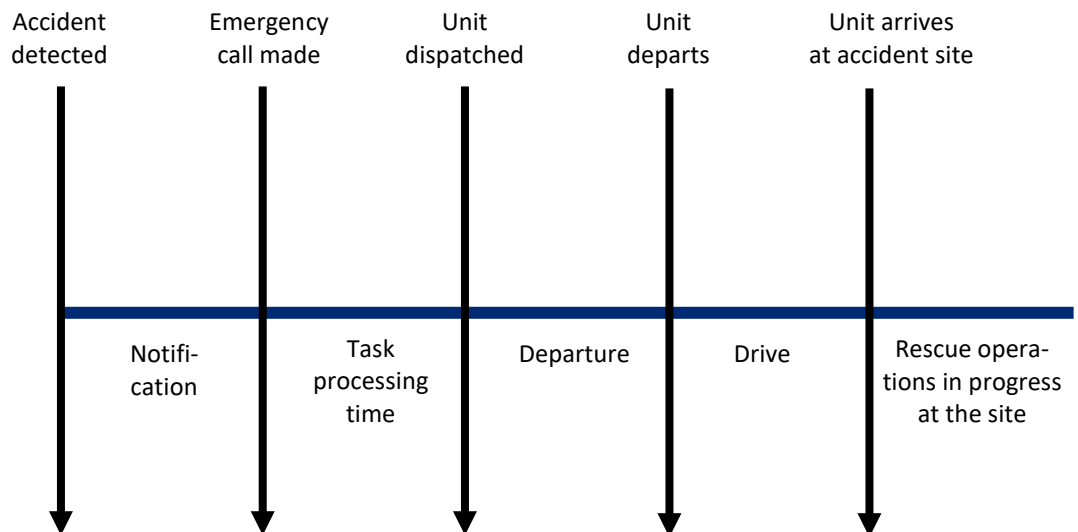 Accident
detected
Emergency
call made
Unit
dispatched
Unit
departs
Unit arrives
at accident site
Notifi-
cation
Task
processing
time
Departure
Drive
Rescue opera-
tions in progress
at the site